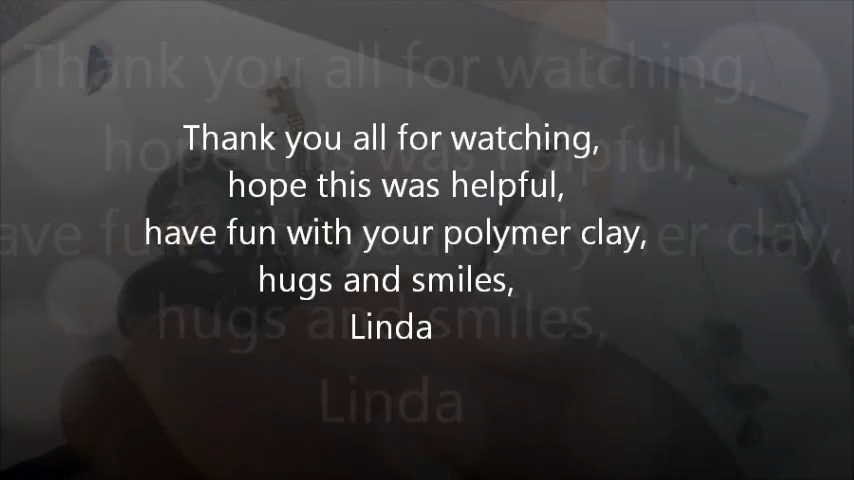 Thank you all for watching,
hope this was helpful,
have fun with your polymer clay,
hugs and smiles,
Linda